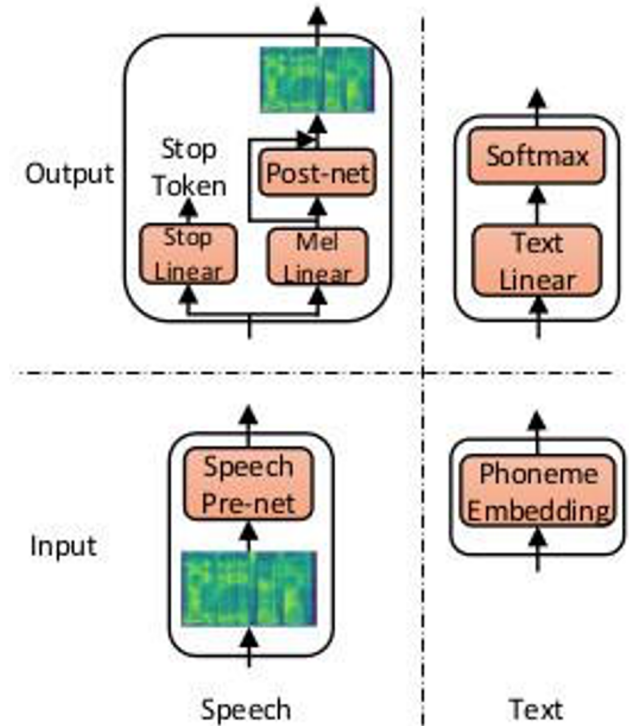 Output
Stop
Token
Post-net
Stop
Linear
Mel
Linear
Softmax
Text
Linear
Input
Speech
Pre-net
Phoneme
Embedding
Speech
Text